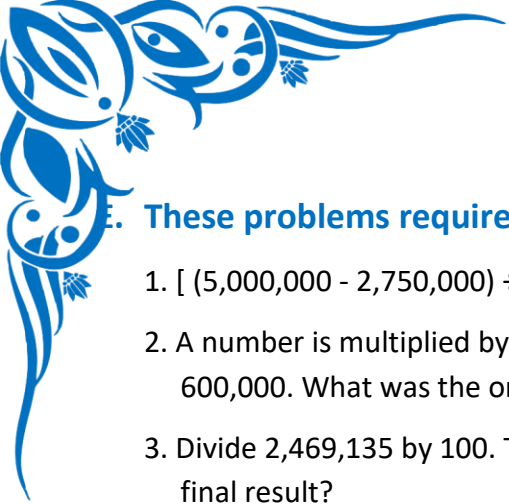 E. These problems require
1. [ (5,000,000 - 2,750,000)
2. A number is multiplied by
600,000. What was the
3. Divide 2,469,135 by 100.
final result?